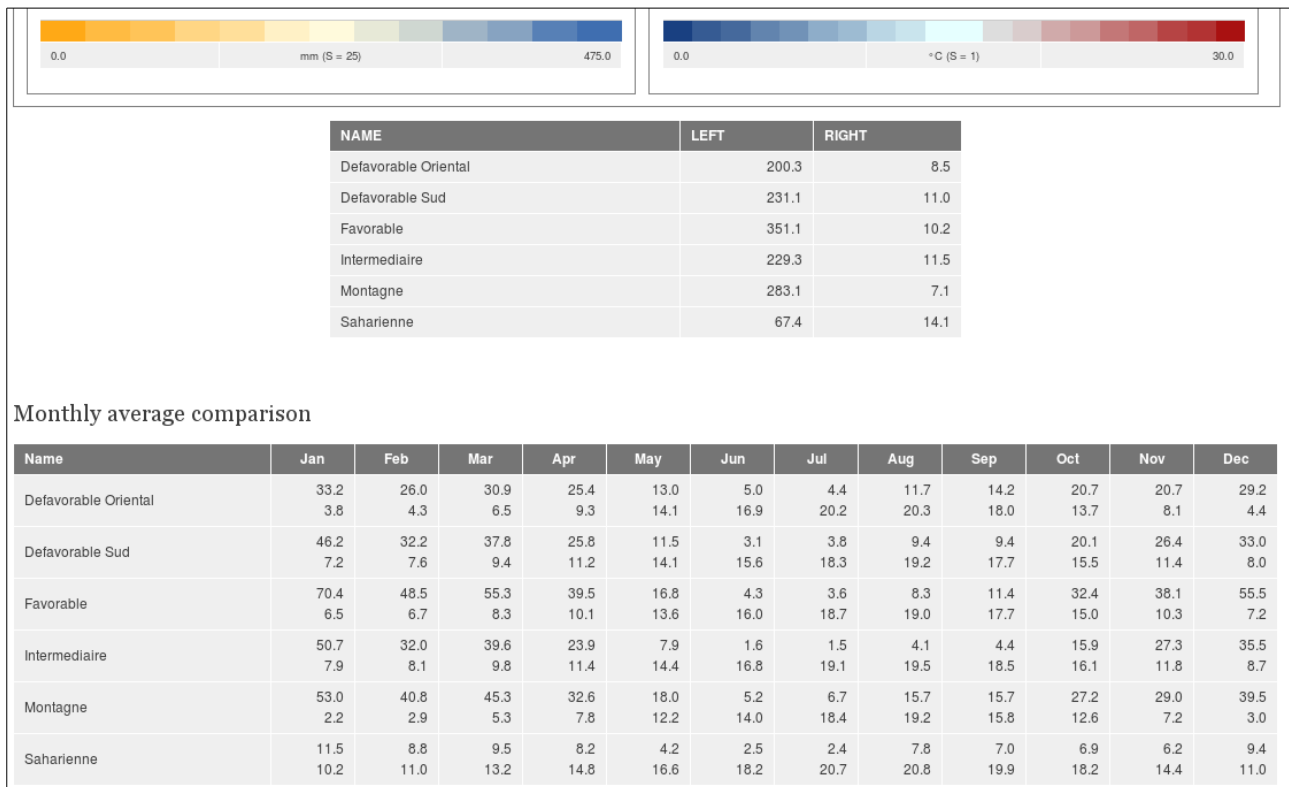 0.0 mm (S = 25) 475.0 0.0 °C (S = 1) 30.0
NAME LEFT RIGHT
Defavorable Oriental 200.3 8.5
Defavorable Sud 231.1 11.0
Favorable 351.1 10.2
Intermediaire 229.3 11.5
Montagne 283.1 7.1
Saharienne 67.4 14.1
Monthly average comparison
Name Jan Feb Mar Apr May Jun Jul Aug Sep Oct Nov Dec
Defavorable Oriental
33.2 26.0 30.9 25.4 13.0 5.0 4.4 11.7 14.2 20.7 20.7 29.2
3.8 4.3 6.5 9.3 14.1 16.9 20.2 20.3 18.0 13.7 8.1 4.4
Defavorable Sud
46.2 32.2 37.8 25.8 11.5 3.1 3.8 9.4 9.4 20.1 26.4 33.0
7.2 7.6 9.4 11.2 14.1 15.6 18.3 19.2 17.7 15.5 11.4 8.0
Favorable
70.4 48.5 55.3 39.5 16.8 4.3 3.6 8.3 11.4 32.4 38.1 55.5
6.5 6.7 8.3 10.1 13.6 16.0 18.7 19.0 17.7 15.0 10.3 7.2
Intermediaire
50.7 32.0 39.6 23.9 7.9 1.6 1.5 4.1 4.4 15.9 27.3 35.5
7.9 8.1 9.8 11.4 14.4 16.8 19.1 19.5 18.5 16.1 11.8 8.7
Montagne
53.0 40.8 45.3 32.6 18.0 5.2 6.7 15.7 15.7 27.2 29.0 39.5
2.2 2.9 5.3 7.8 12.2 14.0 18.4 19.2 15.8 12.6 7.2 3.0
Saharienne
11.5 8.8 9.5 8.2 4.2 2.5 2.4 7.8 7.0 6.9 6.2 9.4
10.2 11.0 13.2 14.8 16.6 18.2 20.7 20.8 19.9 18.2 14.4 11.0